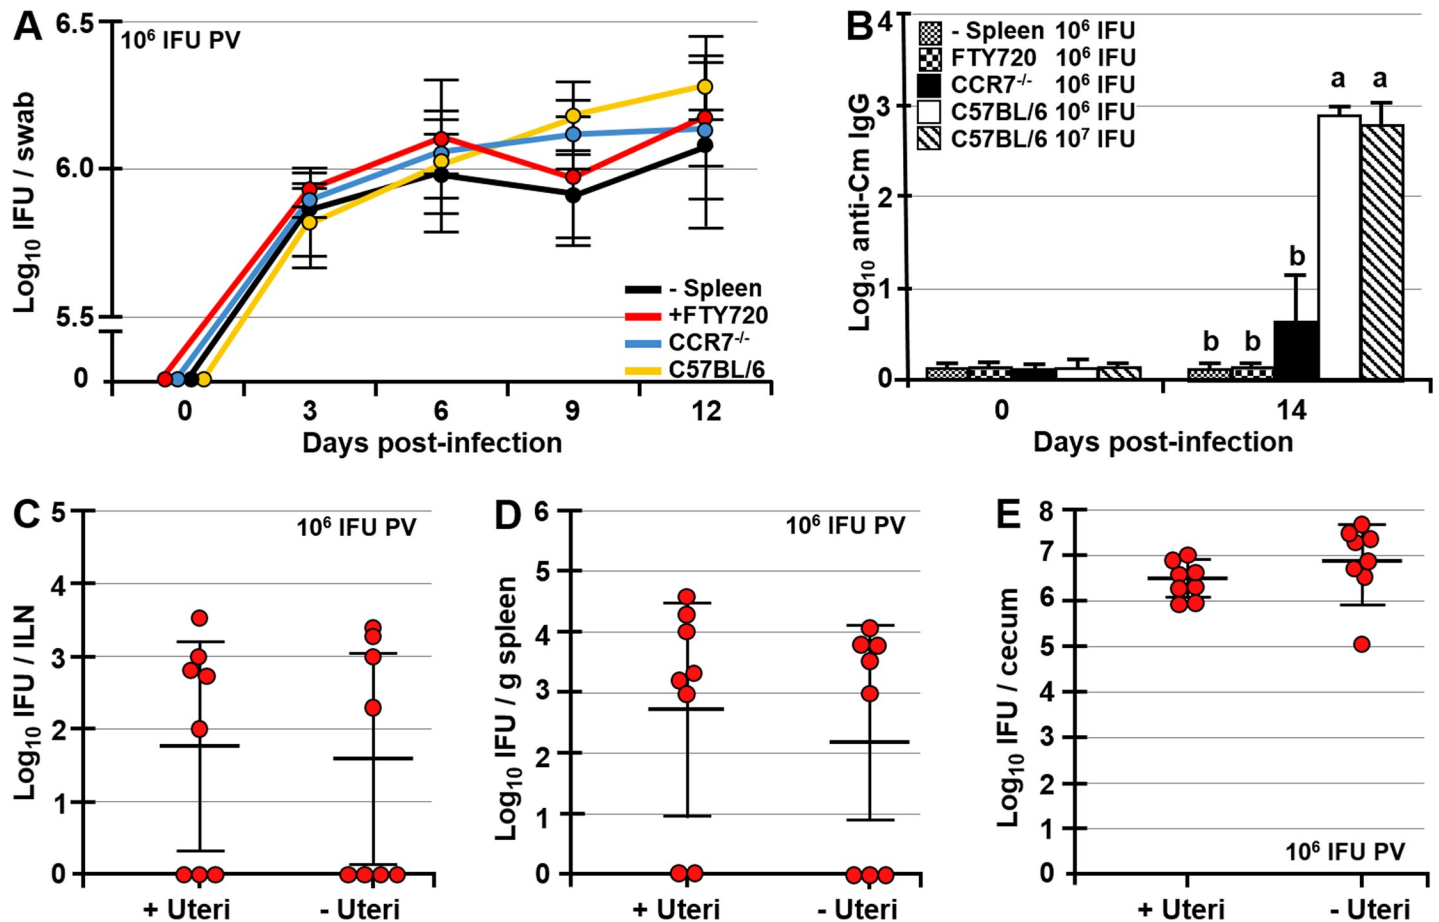 A
10⁶ IFU PV
Log₁₀ IFU / swab
6.5
6.0
5.5
0
- Spleen
+FTY720
CCR7⁻/⁻
C57BL/6
0 3 6 9 12
Days post-infection
B
Log₁₀ anti-Cm IgG
4
3
2
1
0
- Spleen 10⁶ IFU
FTY720 10⁶ IFU
CCR7⁻/⁻ 10⁶ IFU
C57BL/6 10⁶ IFU
C57BL/6 10⁷ IFU
b b b a a
0 14
Days post-infection
C
10⁶ IFU PV
Log₁₀ IFU / ILN
5
4
3
2
1
0
+ Uteri - Uteri
D
10⁶ IFU PV
Log₁₀ IFU / g spleen
6
5
4
3
2
1
0
+ Uteri - Uteri
E
Log₁₀ IFU / cecum
8
7
6
5
4
3
2
1
0
10⁶ IFU PV
+ Uteri - Uteri